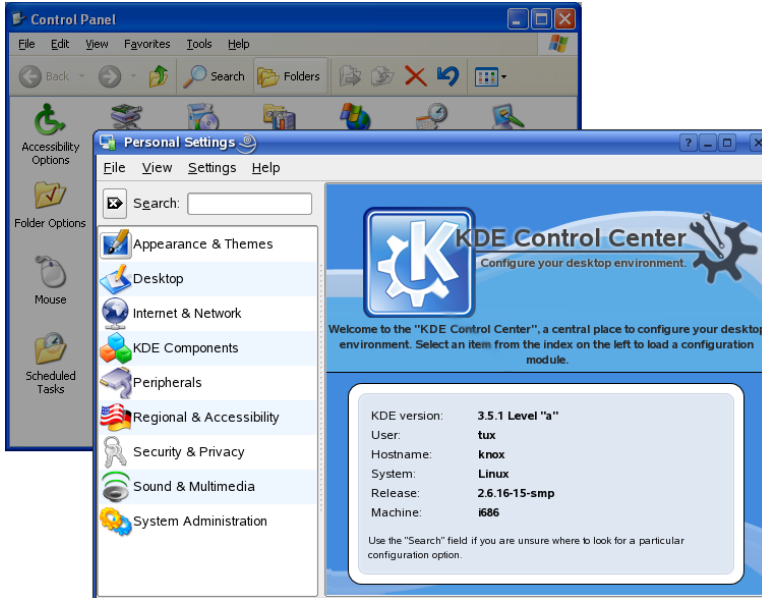 Control Panel
File Edit View Favorites Tools Help
Back Search Folders
Accessibility
Options
Folder Options
Mouse
Scheduled
Tasks
Personal Settings
File View Settings Help
Search:
Appearance & Themes
Desktop
Internet & Network
KDE Components
Peripherals
Regional & Accessibility
Security & Privacy
Sound & Multimedia
System Administration
KDE Control Center
Configure your desktop environment.
Welcome to the "KDE Control Center", a central place to configure your desktop
environment. Select an item from the index on the left to load a configuration
module.
KDE version: 3.5.1 Level "a"
User: tux
Hostname: knox
System: Linux
Release: 2.6.16-15-smp
Machine: i686
Use the "Search" field if you are unsure where to look for a particular
configuration option.